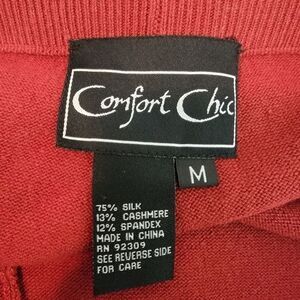 Comfort Chic
M
75% SILK
13% CASHMERE
12% SPANDEX
MADE IN CHINA
RN 92309
SEE REVERSE SIDE
FOR CARE